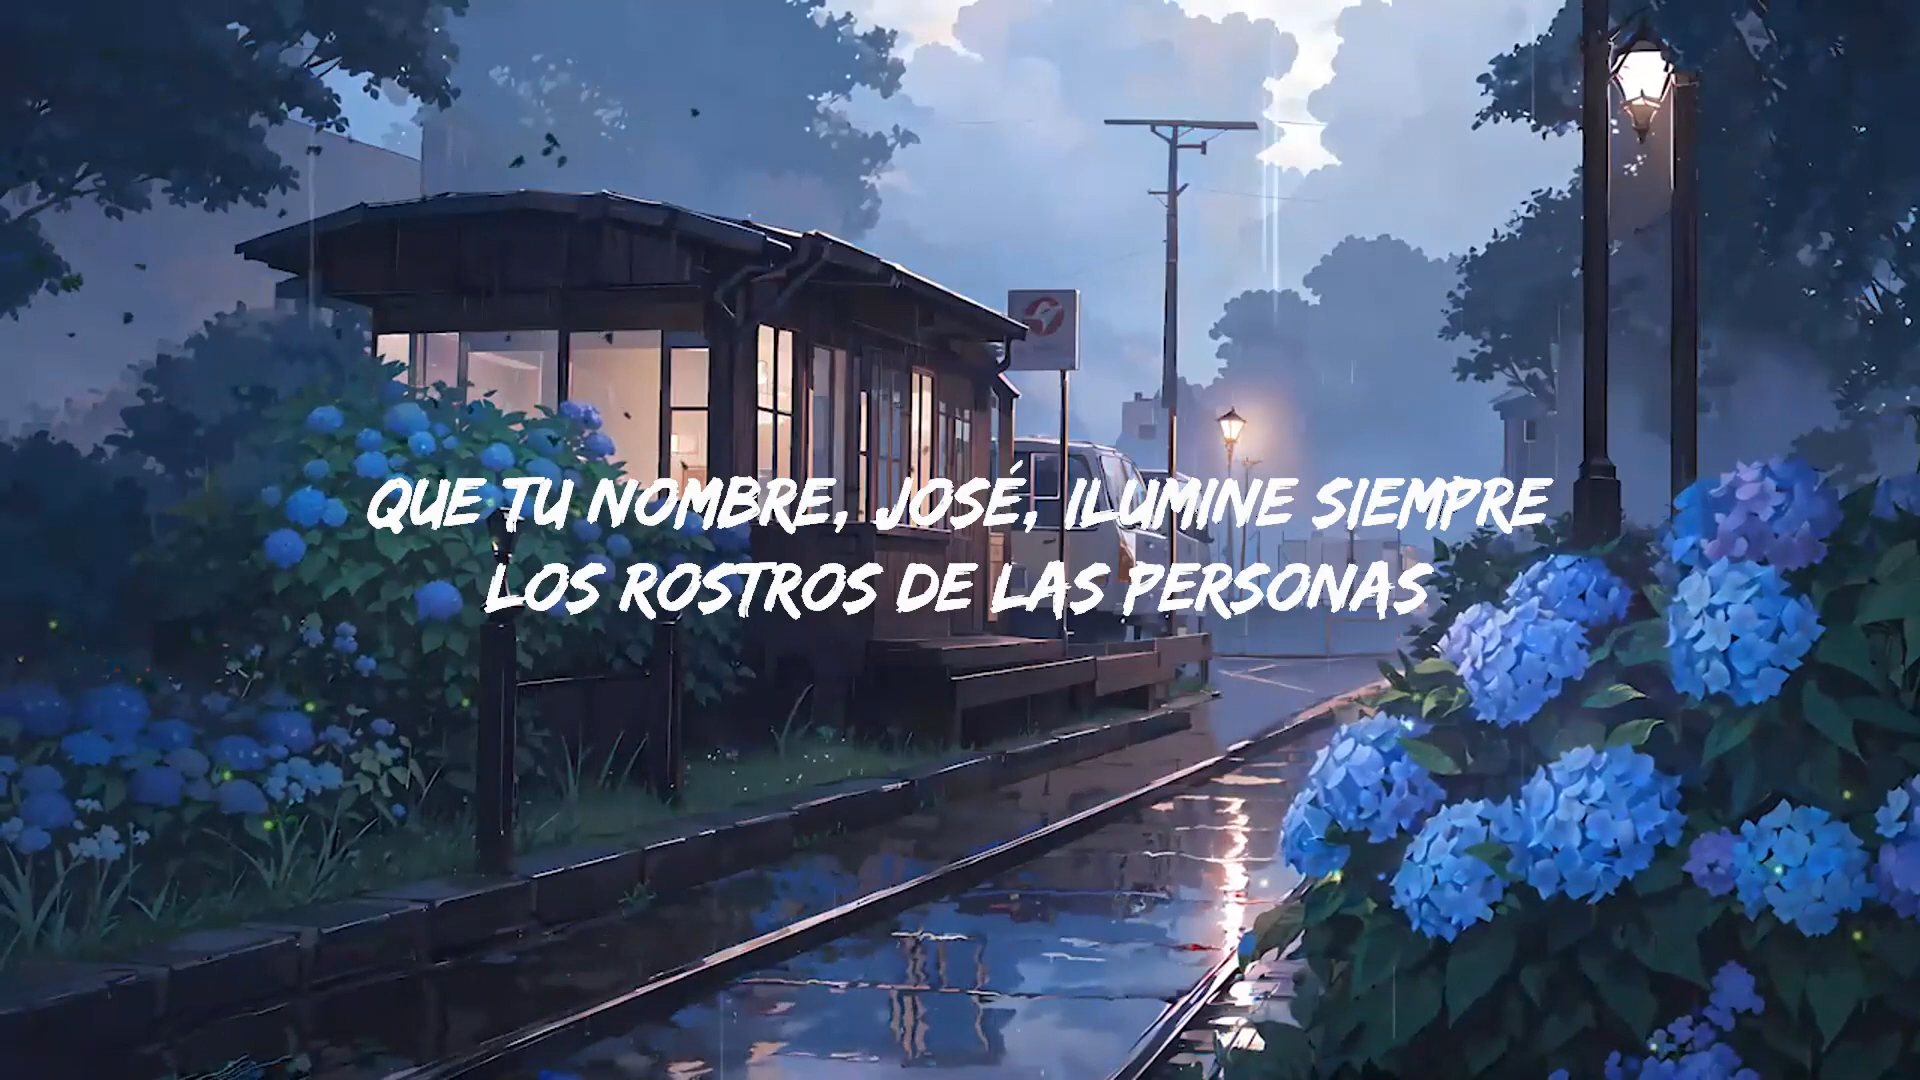 QUE TU NOMBRE, JOSÉ, ILUMINE SIEMPRE
LOS ROSTROS DE LAS PERSONAS